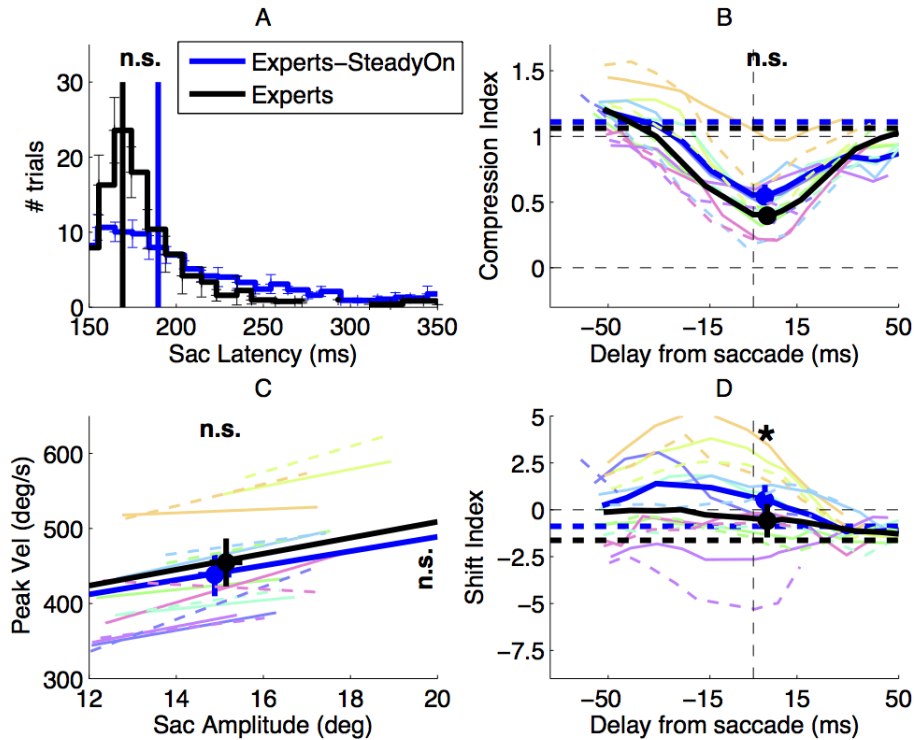 A
n.s.
Experts-SteadyOn
Experts
# trials
30
20
10
0
150
200
250
300
350
Sac Latency (ms)
B
n.s.
Compression Index
1.5
1
0.5
0
−50
−15
15
50
Delay from saccade (ms)
C
n.s.
n.s.
Peak Vel (deg/s)
600
500
400
300
12
14
16
18
20
Sac Amplitude (deg)
D
*
Shift Index
5
2.5
0
−2.5
−5
−7.5
−50
−15
15
50
Delay from saccade (ms)